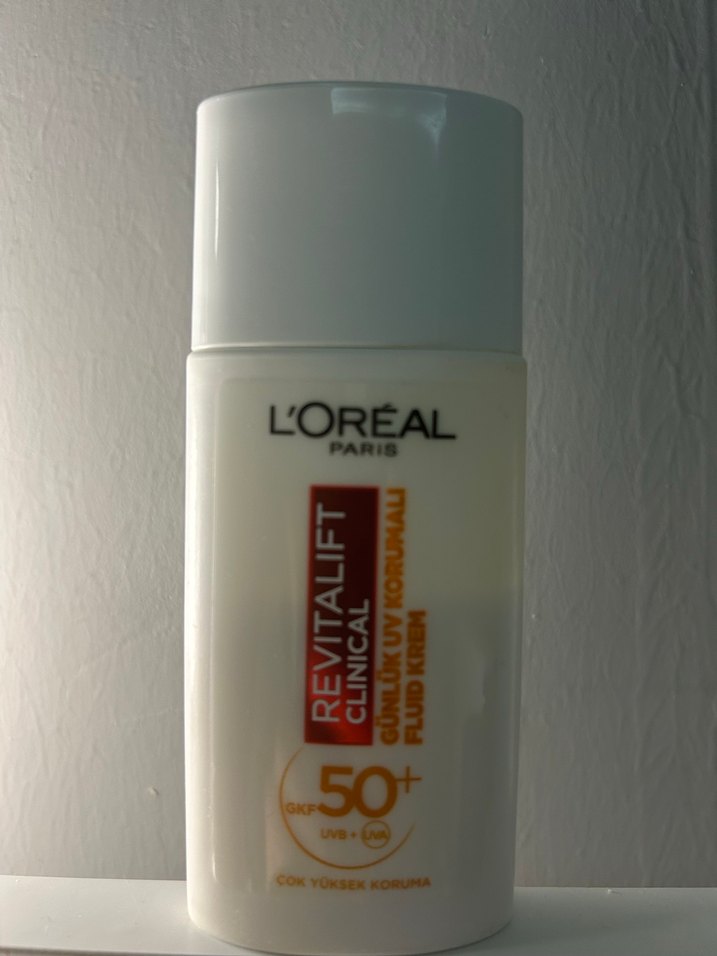 L'ORÉAL
PARiS
REVITALIFT
CLINICAL
GÜNLÜK UV KORUMALI
FLUID KREM
GKF 50+
UVB + UVA
ÇOK YÜKSEK KORUMA